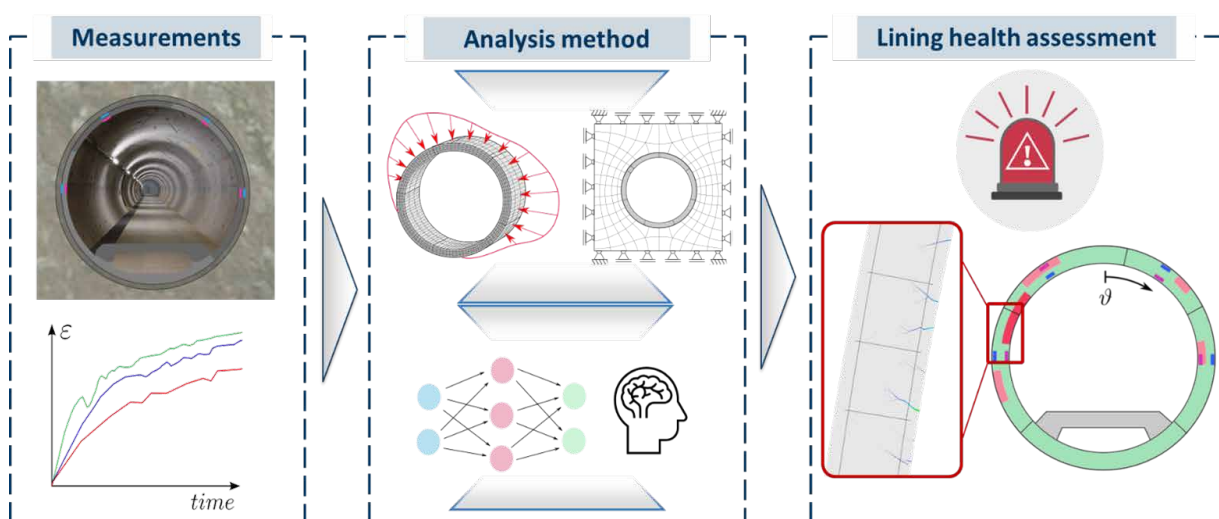 Measurements
Analysis method
Lining health assessment
ε
time
!
ϑ